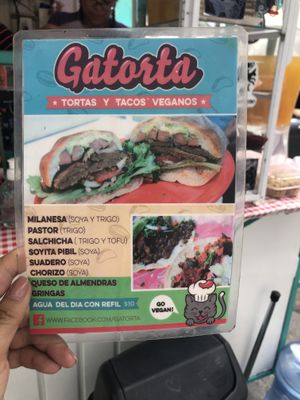 Gatorta
★ TORTAS Y TACOS VEGANOS ★
MILANESA (SOYA Y TRIGO)
PASTOR (TRIGO)
SALCHICHA ( TRIGO Y TOFU)
SOYITA PIBIL (SOYA)
SUADERO (SOYA)
CHORIZO (SOYA)
QUESO DE ALMENDRAS
GRINGAS
AGUA DEL DIA CON REFIL $10
GO VEGAN!
WWW.FACEBOOK.COM/GATORTA